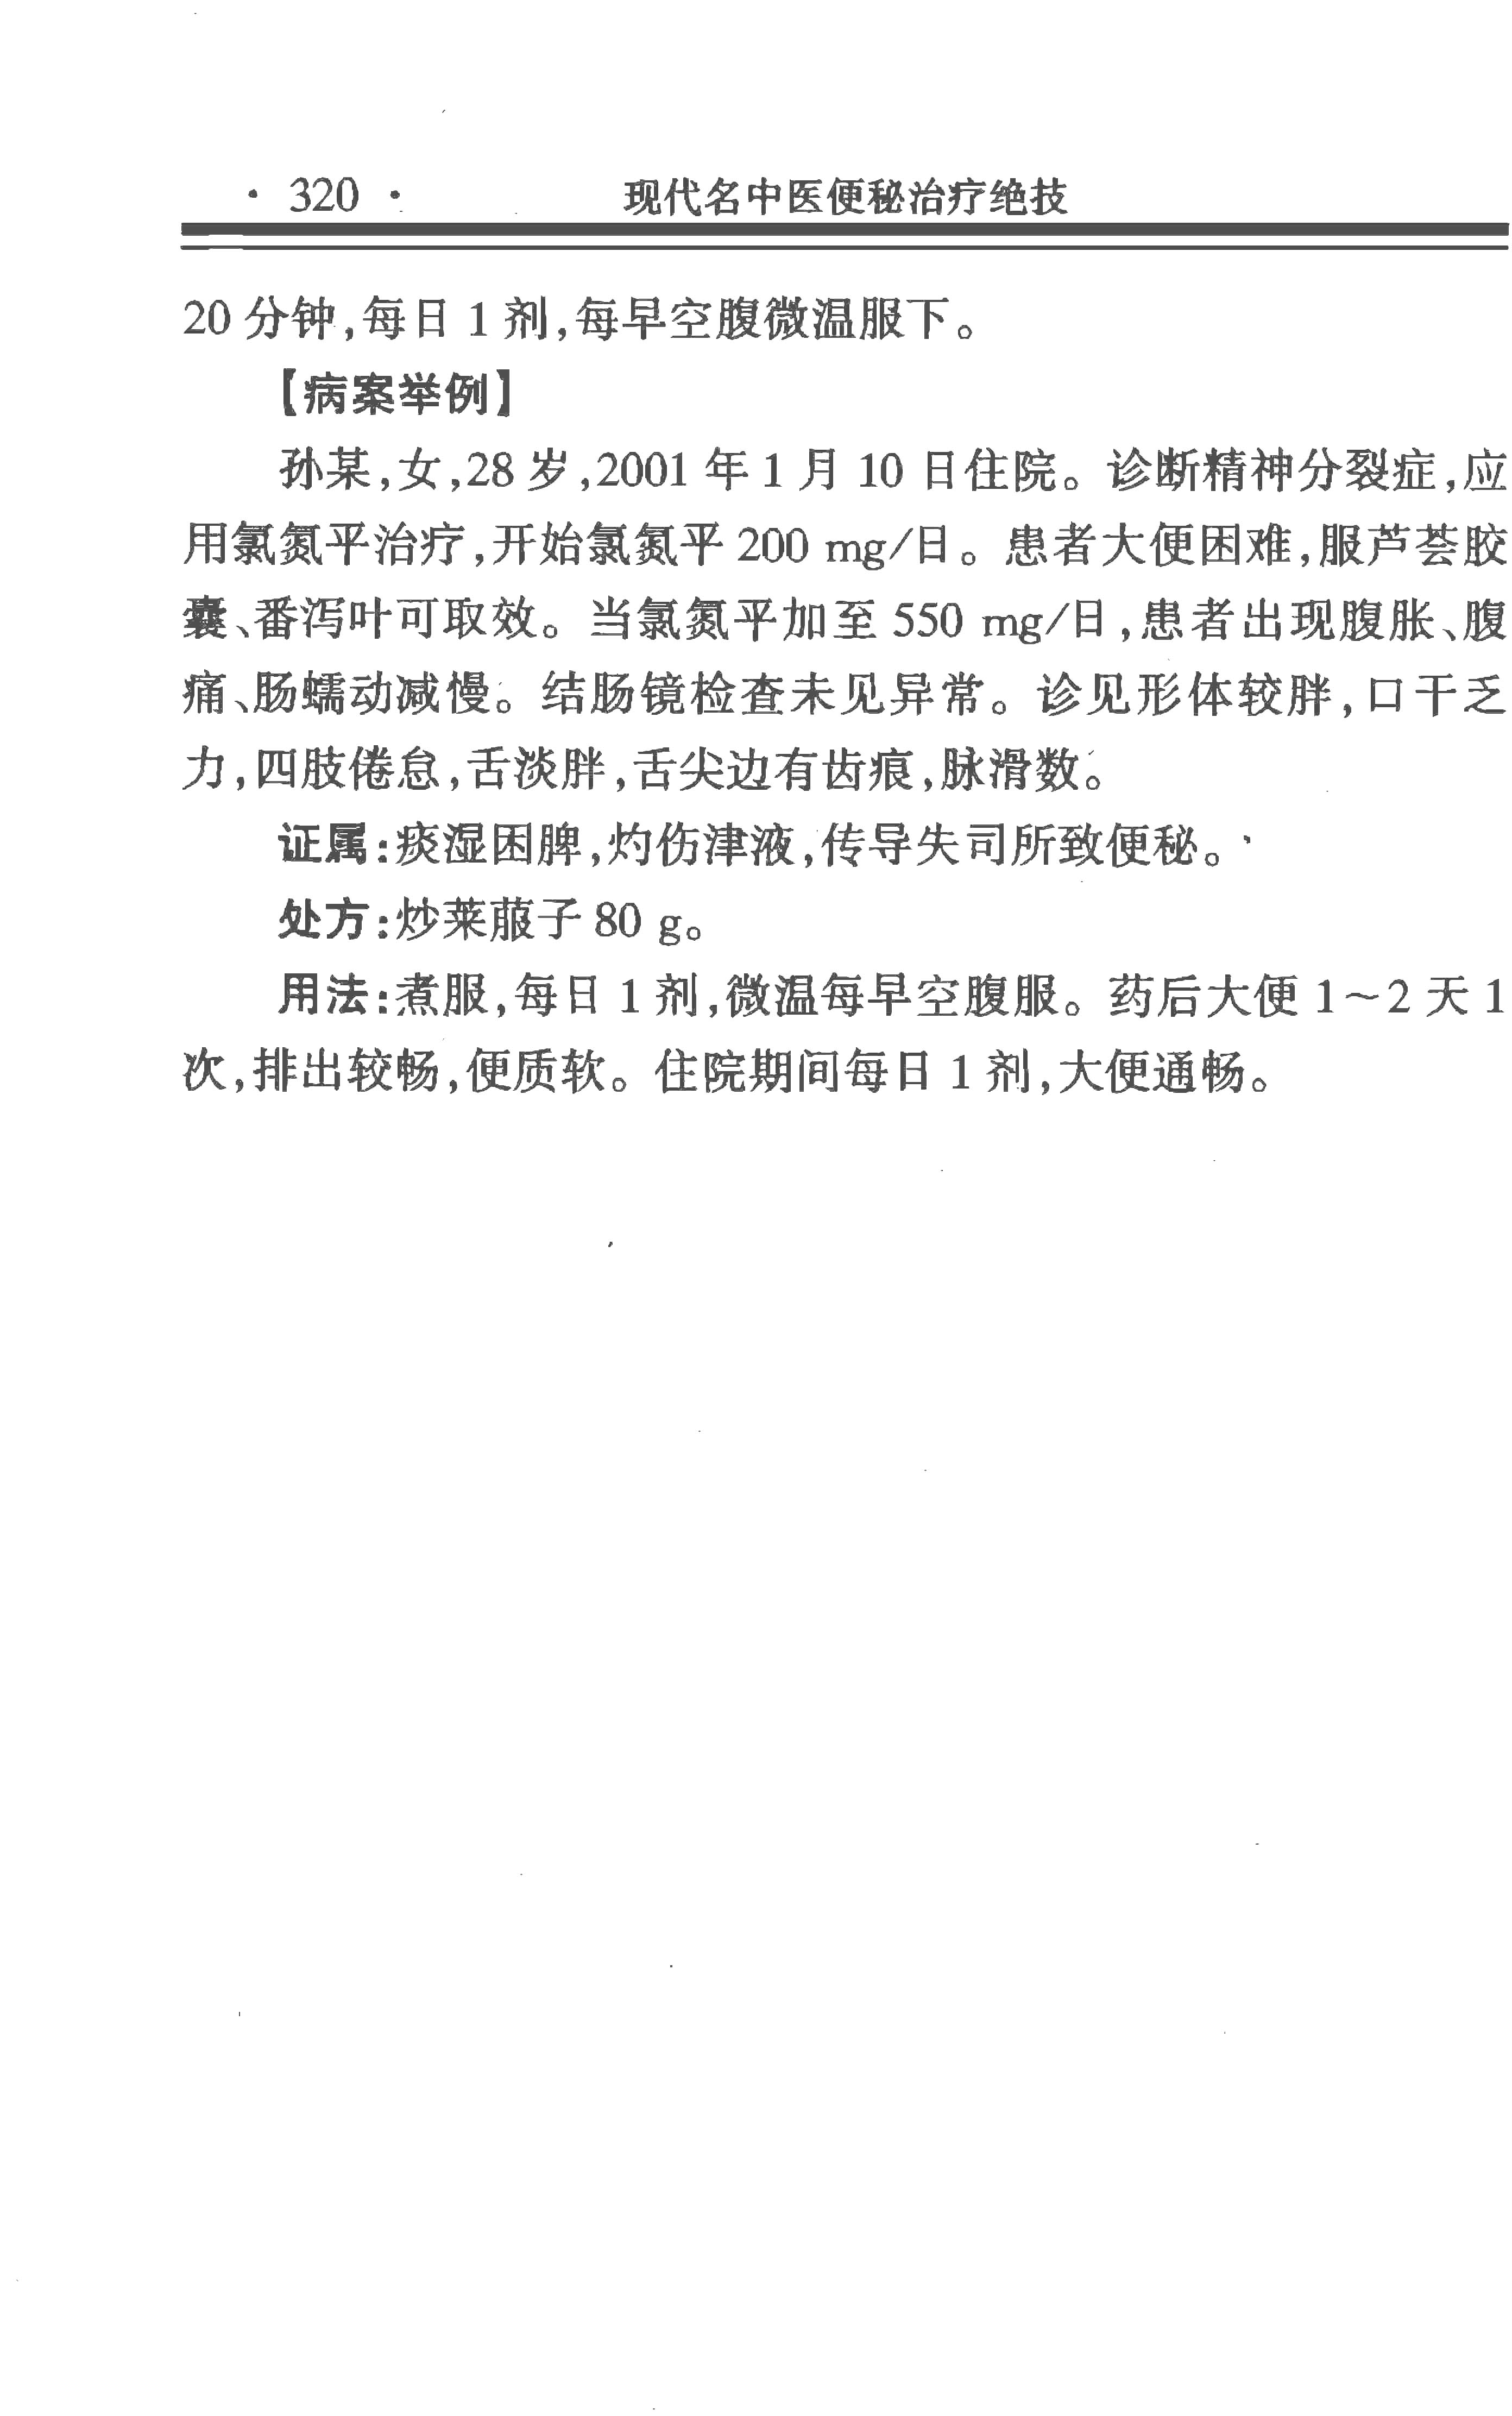 · 320 · 现代名中医便秘治疗绝技
20 分钟,每日 1 剂,每早空腹微温服下。
【病案举例】
孙某,女,28 岁,2001 年 1 月 10 日住院。诊断精神分裂症,应
用氯氮平治疗,开始氯氮平 200 mg/日。患者大便困难,服芦荟胶
囊、番泻叶可取效。当氯氮平加至 550 mg/日,患者出现腹胀、腹
痛、肠蠕动减慢。结肠镜检查未见异常。诊见形体较胖,口干乏
力,四肢倦怠,舌淡胖,舌尖边有齿痕,脉滑数。
证属:痰湿困脾,灼伤津液,传导失司所致便秘。
处方:炒莱菔子 80 g。
用法:煮服,每日 1 剂,微温每早空腹服。药后大便 1～2 天 1
次,排出较畅,便质软。住院期间每日 1 剂,大便通畅。